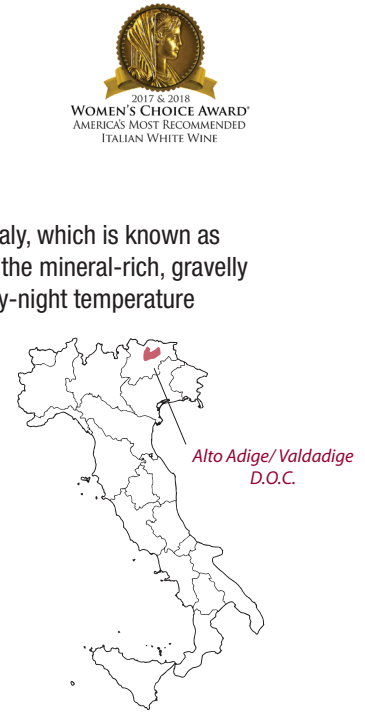 2017 & 2018
WOMEN'S CHOICE AWARD®
AMERICA'S MOST RECOMMENDED
ITALIAN WHITE WINE
aly, which is known as
the mineral-rich, gravelly
y-night temperature
Alto Adige/ Valdadige
D.O.C.